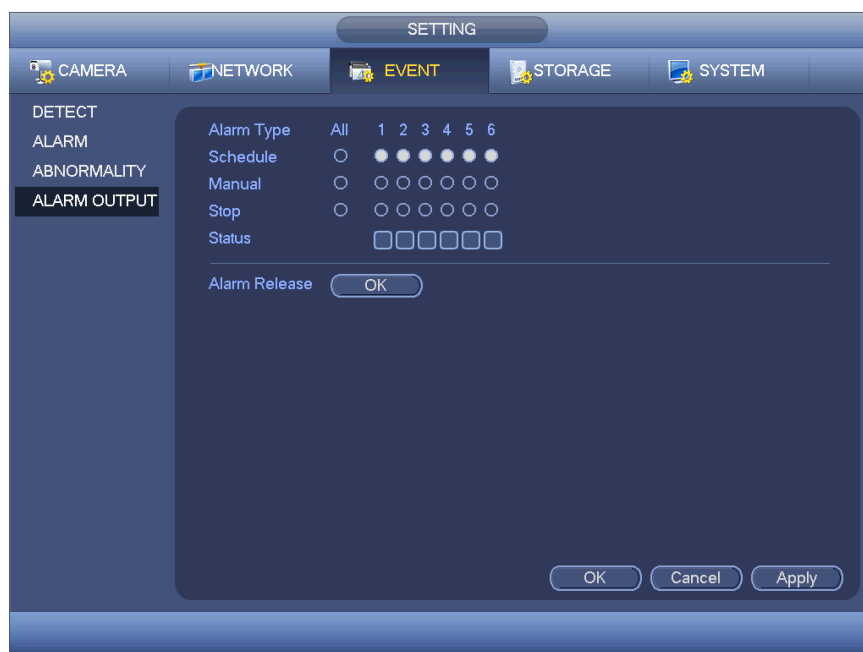 SETTING
CAMERA NETWORK EVENT STORAGE SYSTEM
DETECT
ALARM
ABNORMALITY
ALARM OUTPUT
Alarm Type All 1 2 3 4 5 6
Schedule
Manual
Stop
Status
Alarm Release OK
OK Cancel Apply